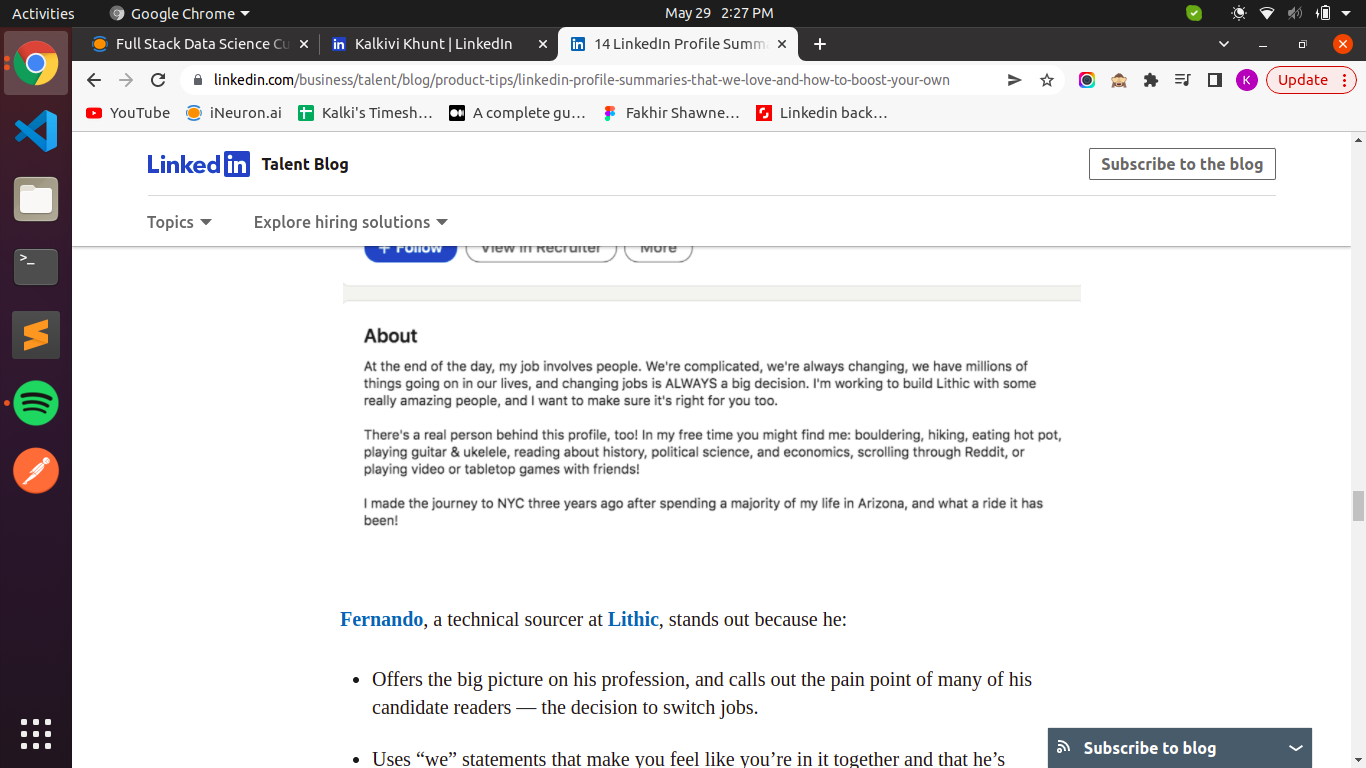 Activities
Google Chrome
May 29 2:27 PM
Full Stack Data Science Cu
Kalkivi Khunt | LinkedIn
14 LinkedIn Profile Summ
linkedin.com/business/talent/blog/product-tips/linkedin-profile-summaries-that-we-love-and-how-to-boost-your-own
K
Update
YouTube
iNeuron.ai
Kalki's Timesh...
A complete gu...
Fakhir Shawne...
Linkedin back...
LinkedIn Talent Blog
Subscribe to the blog
Topics
Explore hiring solutions
+ Follow
View in Recruiter
More
About
At the end of the day, my job involves people. We're complicated, we're always changing, we have millions of
things going on in our lives, and changing jobs is ALWAYS a big decision. I'm working to build Lithic with some
really amazing people, and I want to make sure it's right for you too.
There's a real person behind this profile, too! In my free time you might find me: bouldering, hiking, eating hot pot,
playing guitar & ukelele, reading about history, political science, and economics, scrolling through Reddit, or
playing video or tabletop games with friends!
I made the journey to NYC three years ago after spending a majority of my life in Arizona, and what a ride it has
been!
Fernando, a technical sourcer at Lithic, stands out because he:
• Offers the big picture on his profession, and calls out the pain point of many of his
candidate readers — the decision to switch jobs.
• Uses “we” statements that make you feel like you’re in it together and that he’s
Subscribe to blog